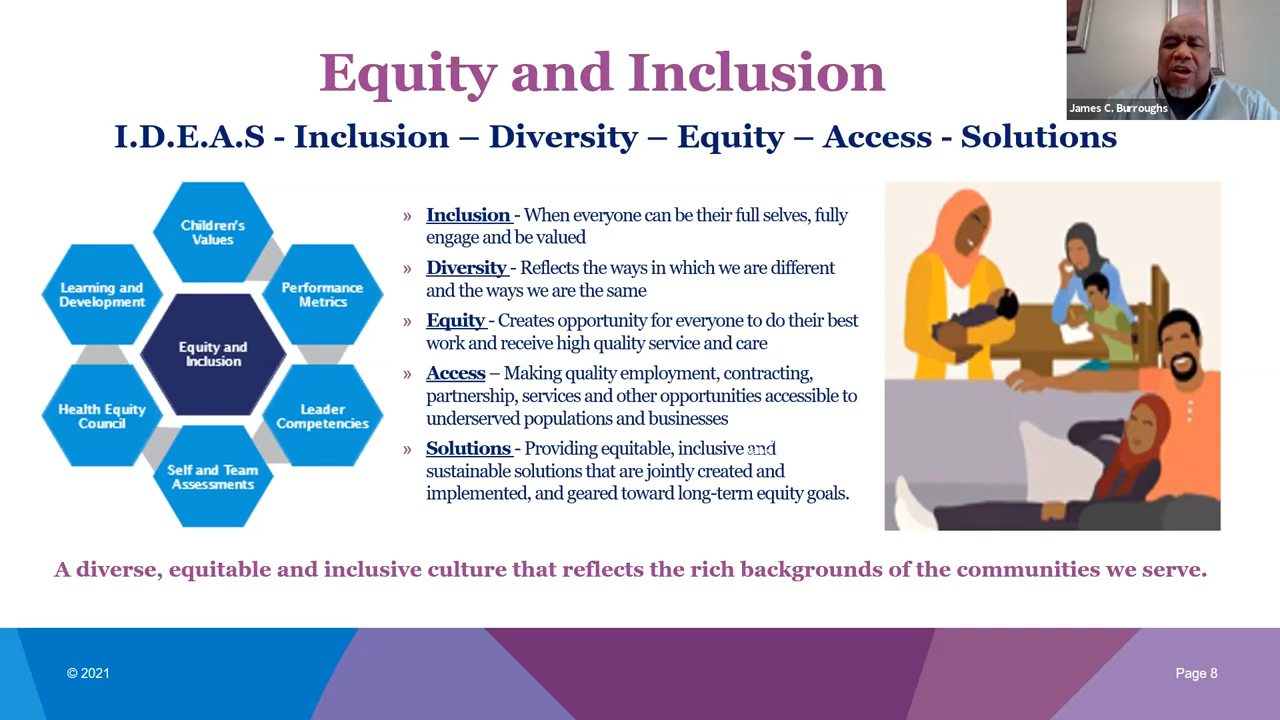 Equity and Inclusion
James C. Burroughs
I.D.E.A.S - Inclusion – Diversity – Equity – Access - Solutions
Children's
Values
Learning and
Development
Performance
Metrics
Equity and
Inclusion
Health Equity
Council
Leader
Competencies
Self and Team
Assessments
» Inclusion - When everyone can be their full selves, fully
engage and be valued
» Diversity - Reflects the ways in which we are different
and the ways we are the same
» Equity - Creates opportunity for everyone to do their best
work and receive high quality service and care
» Access – Making quality employment, contracting,
partnership, services and other opportunities accessible to
underserved populations and businesses
» Solutions - Providing equitable, inclusive and
sustainable solutions that are jointly created and
implemented, and geared toward long-term equity goals.
A diverse, equitable and inclusive culture that reflects the rich backgrounds of the communities we serve.
© 2021
Page 8